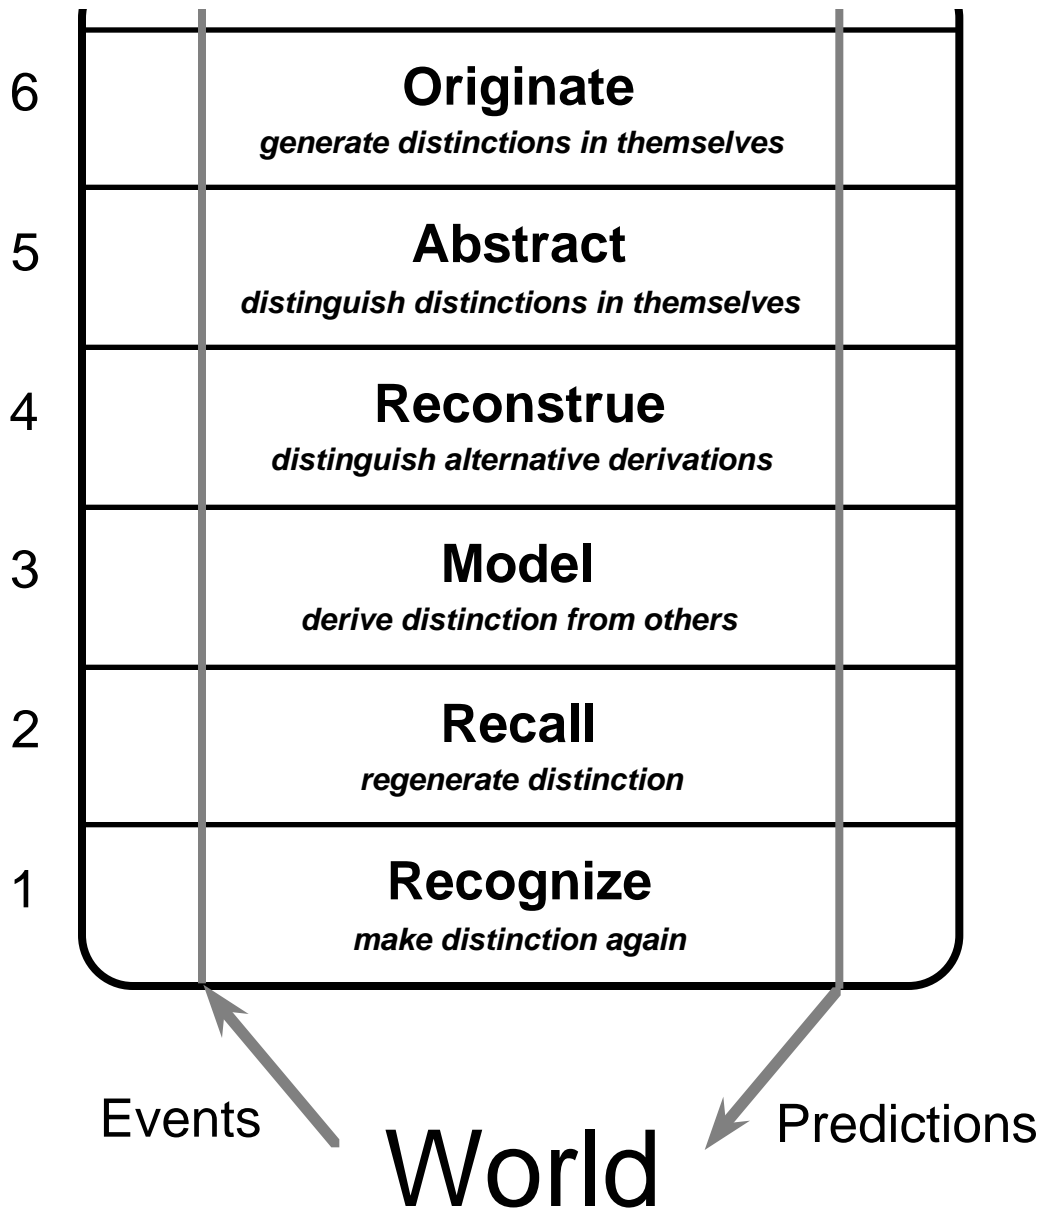 6
Originate
generate distinctions in themselves
5
Abstract
distinguish distinctions in themselves
4
Reconstrue
distinguish alternative derivations
3
Model
derive distinction from others
2
Recall
regenerate distinction
1
Recognize
make distinction again
Events
World
Predictions